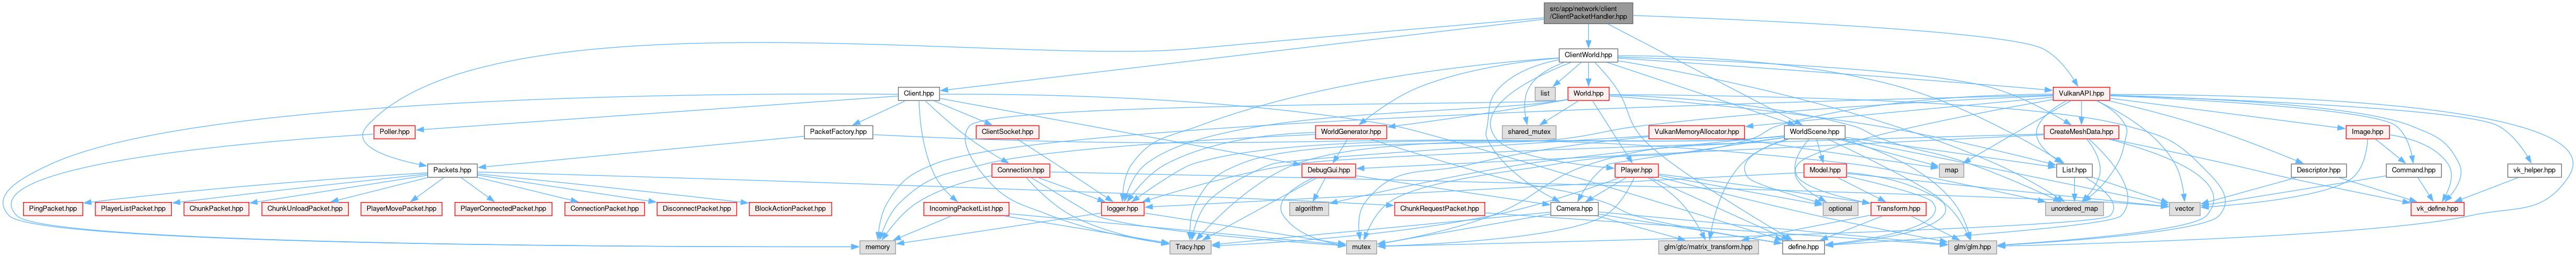 src/app/network/client
/ClientPacketHandler.hpp
ClientWorld.hpp
Client.hpp
list
World.hpp
VulkanAPI.hpp
Poller.hpp
PacketFactory.hpp
ClientSocket.hpp
WorldGenerator.hpp
VulkanMemoryAllocator.hpp
shared_mutex
WorldScene.hpp
CreateMeshData.hpp
Image.hpp
Packets.hpp
Connection.hpp
DebugGui.hpp
Player.hpp
Model.hpp
map
List.hpp
Descriptor.hpp
Command.hpp
vk_helper.hpp
PingPacket.hpp
PlayerListPacket.hpp
ChunkPacket.hpp
ChunkUnloadPacket.hpp
PlayerMovePacket.hpp
PlayerConnectedPacket.hpp
ConnectionPacket.hpp
DisconnectPacket.hpp
BlockActionPacket.hpp
IncomingPacketList.hpp
logger.hpp
algorithm
ChunkRequestPacket.hpp
Camera.hpp
optional
Transform.hpp
unordered_map
vector
vk_define.hpp
memory
Tracy.hpp
mutex
glm/gtc/matrix_transform.hpp
define.hpp
glm/glm.hpp